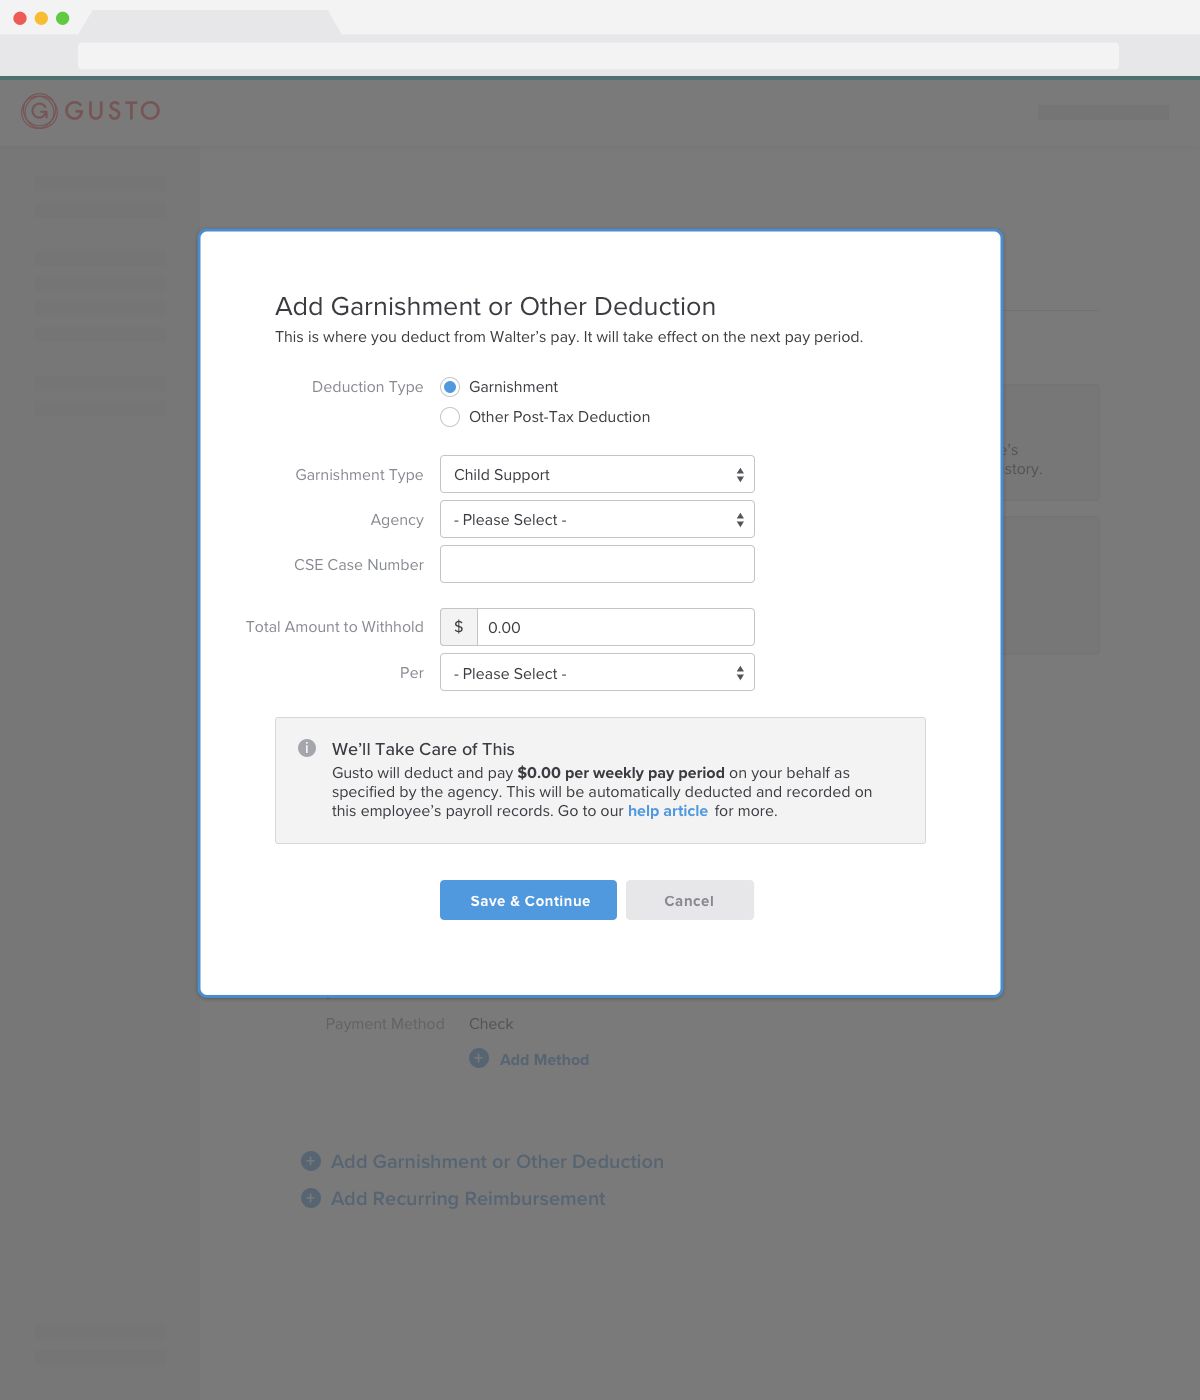 GUSTO
Add Garnishment or Other Deduction
This is where you deduct from Walter’s pay. It will take effect on the next pay period.
Deduction Type
Garnishment
Other Post-Tax Deduction
Garnishment Type
Child Support
Agency
- Please Select -
CSE Case Number
Total Amount to Withhold
$ 0.00
Per
- Please Select -
We’ll Take Care of This
Gusto will deduct and pay $0.00 per weekly pay period on your behalf as
specified by the agency. This will be automatically deducted and recorded on
this employee’s payroll records. Go to our help article for more.
Save & Continue
Cancel
Payment Method
Check
Add Method
Add Garnishment or Other Deduction
Add Recurring Reimbursement